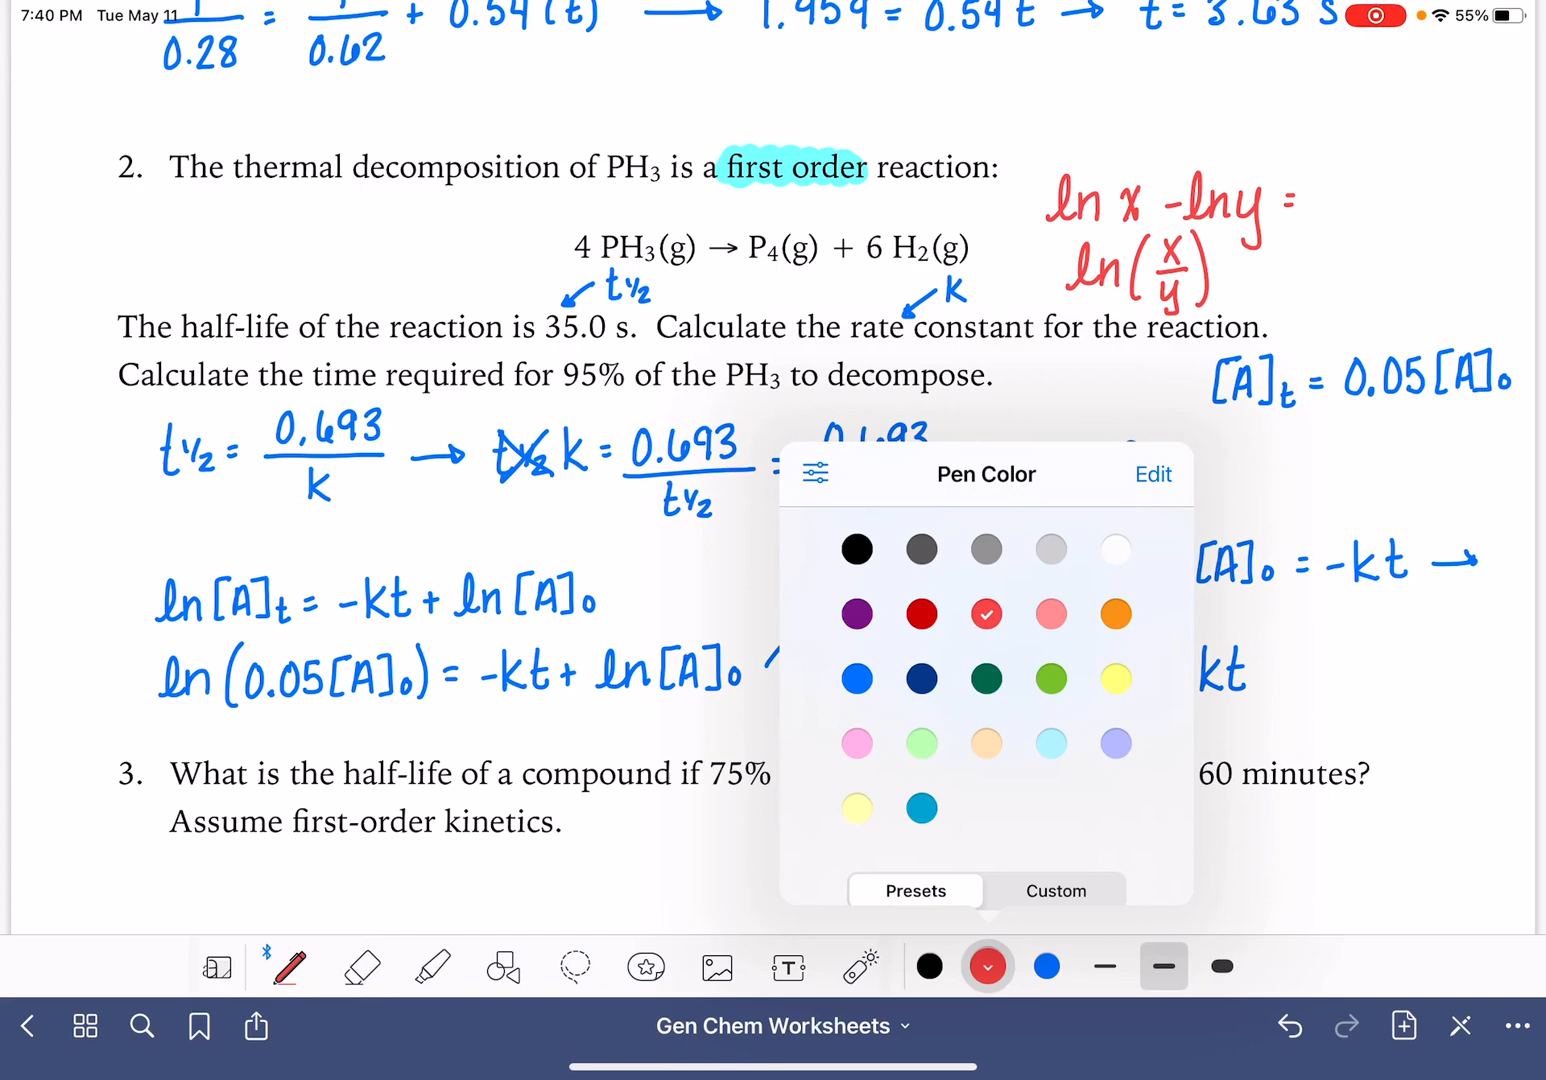 7:40 PM Tue May 11
55%
0.28 = 0.62 + 0.54 (t) → 1.959 = 0.54 t → t = 3.63 s
2. The thermal decomposition of PH₃ is a first order reaction:
ln x - ln y =
ln(x/y)
4 PH₃(g) → P₄(g) + 6 H₂(g)
t½
k
The half-life of the reaction is 35.0 s. Calculate the rate constant for the reaction.
Calculate the time required for 95% of the PH₃ to decompose.
[A]t = 0.05[A]₀
t½ = 0.693/k → t½ k = 0.693/t½ = 0.693
Pen Color
Edit
[A]₀ = -kt →
ln[A]t = -kt + ln[A]₀
ln(0.05[A]₀) = -kt + ln[A]₀
kt
3. What is the half-life of a compound if 75% 60 minutes?
Assume first-order kinetics.
Presets Custom
T
Gen Chem Worksheets